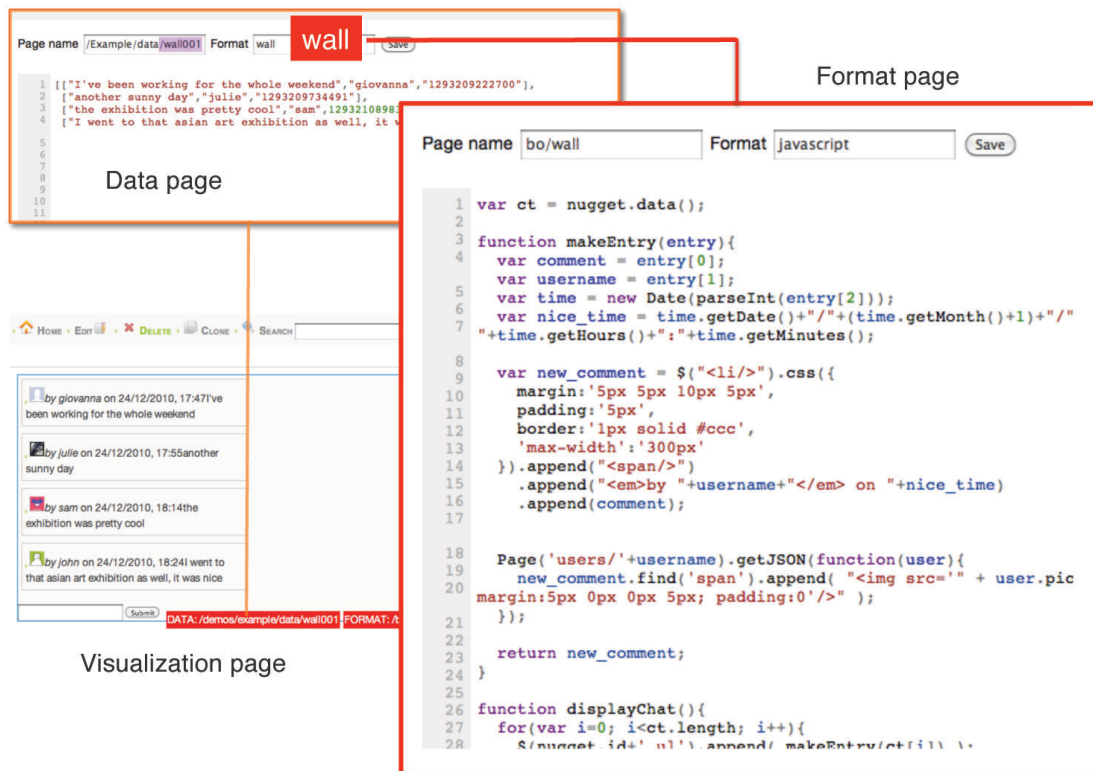 Page name /Example/data/wall001 Format wall Save
wall
1 [["I've been working for the whole weekend","giovanna","1293209222700"],
2 ["another sunny day","julie","1293209734491"],
3 ["the exhibition was pretty cool","sam",129321089
4 ["I went to that asian art exhibition as well, it
5
6
7
8
9
10
11
Data page
Format page
Page name bo/wall Format javascript Save
1 var ct = nugget.data();
2
3 function makeEntry(entry){
4 var comment = entry[0];
var username = entry[1];
5 var time = new Date(parseInt(entry[2]));
6 var nice_time = time.getDate()+"/"+(time.getMonth()+1)+"/"
7 "+time.getHours()+":"+time.getMinutes();
8
9 var new_comment = $("<li/>").css({
10 margin:'5px 5px 10px 5px',
11 padding:'5px',
12 border:'1px solid #ccc',
13 'max-width':'300px'
14 }).append("<span/>")
15 .append("<em>by "+username+"</em> on "+nice_time)
16 .append(comment);
17
18 Page('users/'+username).getJSON(function(user){
19 new_comment.find('span').append( "<img src='" + user.pic
20 margin:5px 0px 0px 5px; padding:0'/>" );
21 });
22
23 return new_comment;
24 }
25
26 function displayChat(){
27 for(var i=0; i<ct.length; i++){
28 $(nugget.id+' ul').append( makeEntry(ct[i]) );
Home Edit Delete Clone Search
by giovanna on 24/12/2010, 17:47I've
been working for the whole weekend
by julie on 24/12/2010, 17:55another
sunny day
by sam on 24/12/2010, 18:14the
exhibition was pretty cool
by john on 24/12/2010, 18:24I went to
that asian art exhibition as well, it was nice
Submit
DATA: /demos/example/data/wall001 FORMAT: /b
Visualization page